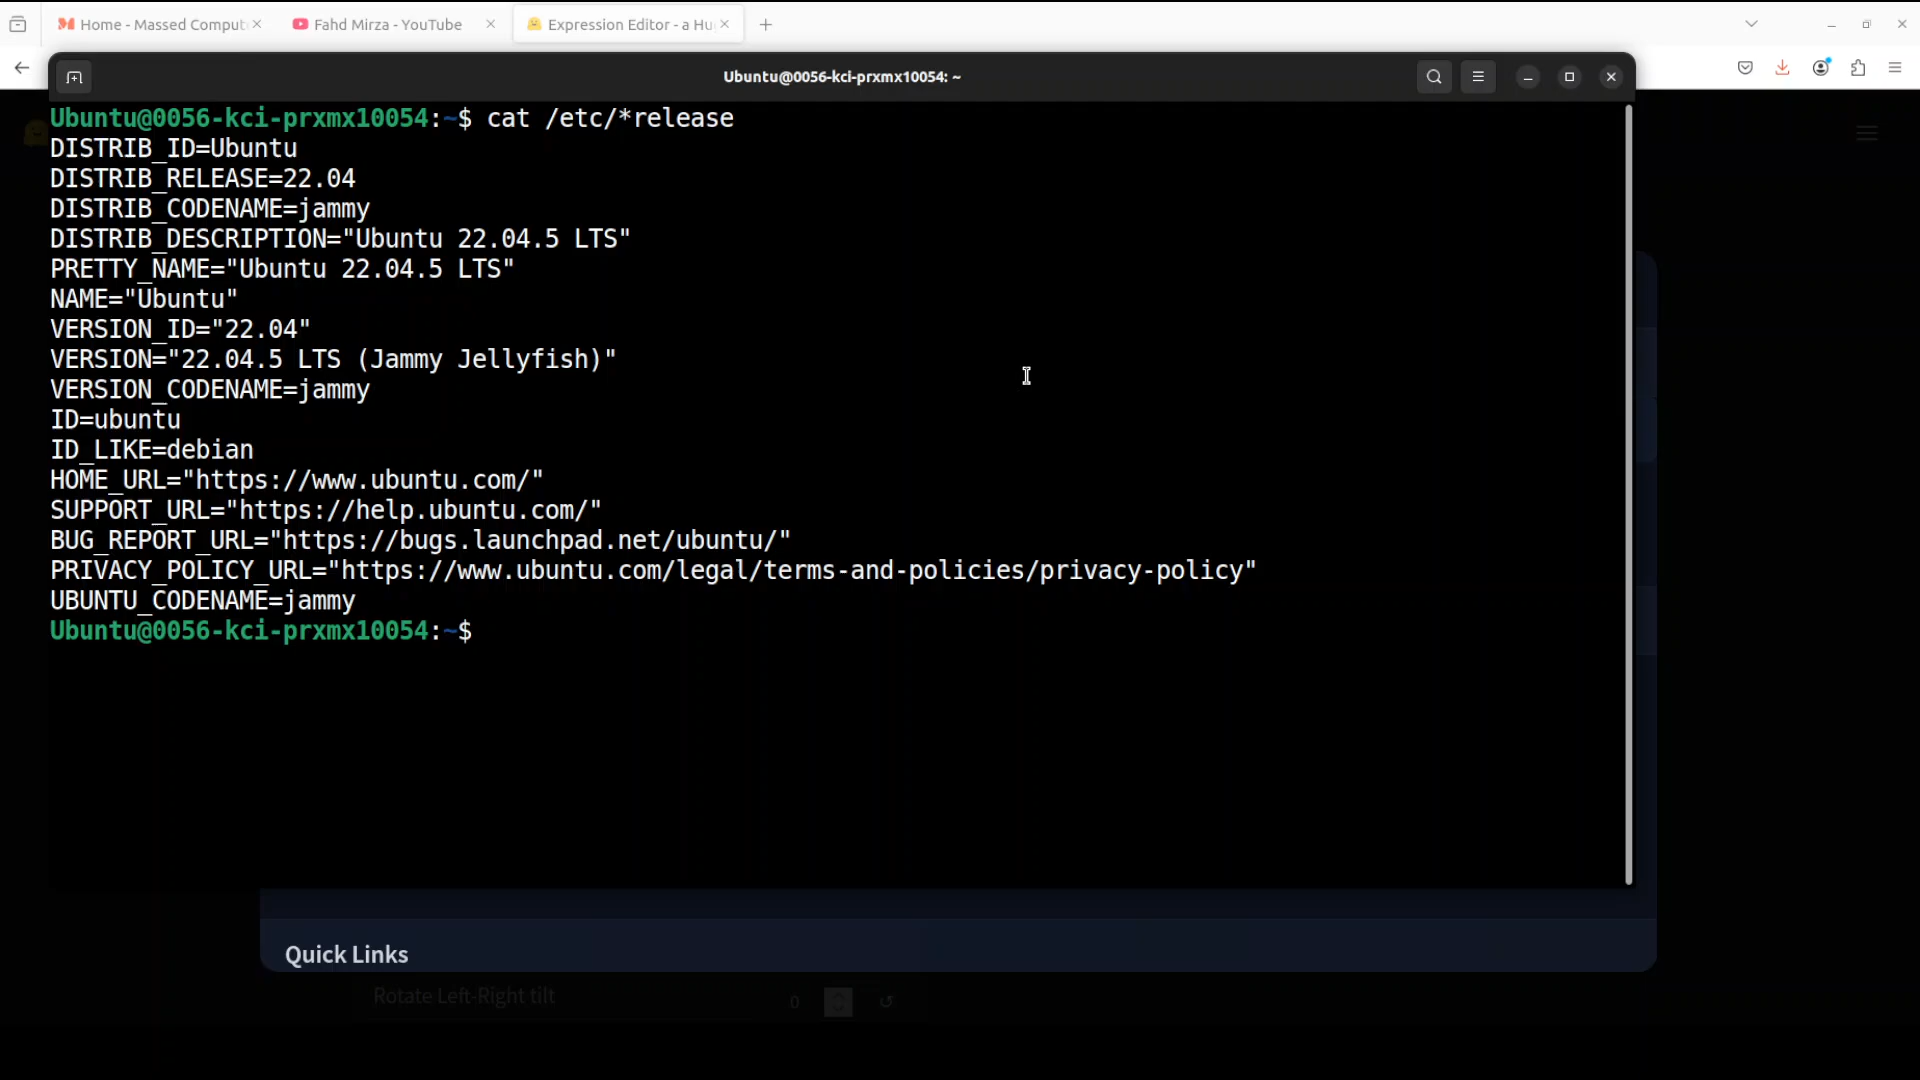 Home - Massed Comput
Fahd Mirza - YouTube
Expression Editor - a Hu
Ubuntu@0056-kci-prxmx10054: ~
Ubuntu@0056-kci-prxmx10054:~$ cat /etc/*release
DISTRIB_ID=Ubuntu
DISTRIB_RELEASE=22.04
DISTRIB_CODENAME=jammy
DISTRIB_DESCRIPTION="Ubuntu 22.04.5 LTS"
PRETTY_NAME="Ubuntu 22.04.5 LTS"
NAME="Ubuntu"
VERSION_ID="22.04"
VERSION="22.04.5 LTS (Jammy Jellyfish)"
VERSION_CODENAME=jammy
ID=ubuntu
ID_LIKE=debian
HOME_URL="https://www.ubuntu.com/"
SUPPORT_URL="https://help.ubuntu.com/"
BUG_REPORT_URL="https://bugs.launchpad.net/ubuntu/"
PRIVACY_POLICY_URL="https://www.ubuntu.com/legal/terms-and-policies/privacy-policy"
UBUNTU_CODENAME=jammy
Ubuntu@0056-kci-prxmx10054:~$
Quick Links
Rotate Left-Right tilt 0